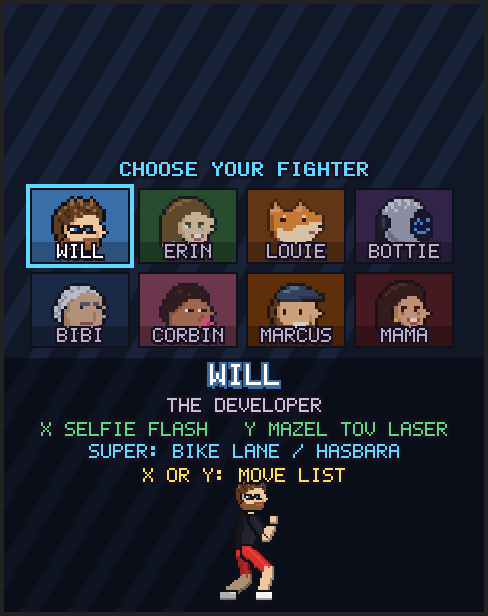 CHOOSE YOUR FIGHTER
WILL ERIN LOUIE BOTTIE
BIBI CORBIN MARCUS MAMA
WILL
THE DEVELOPER
X SELFIE FLASH Y MAZEL TOV LASER
SUPER: BIKE LANE / HASBARA
X OR Y: MOVE LIST